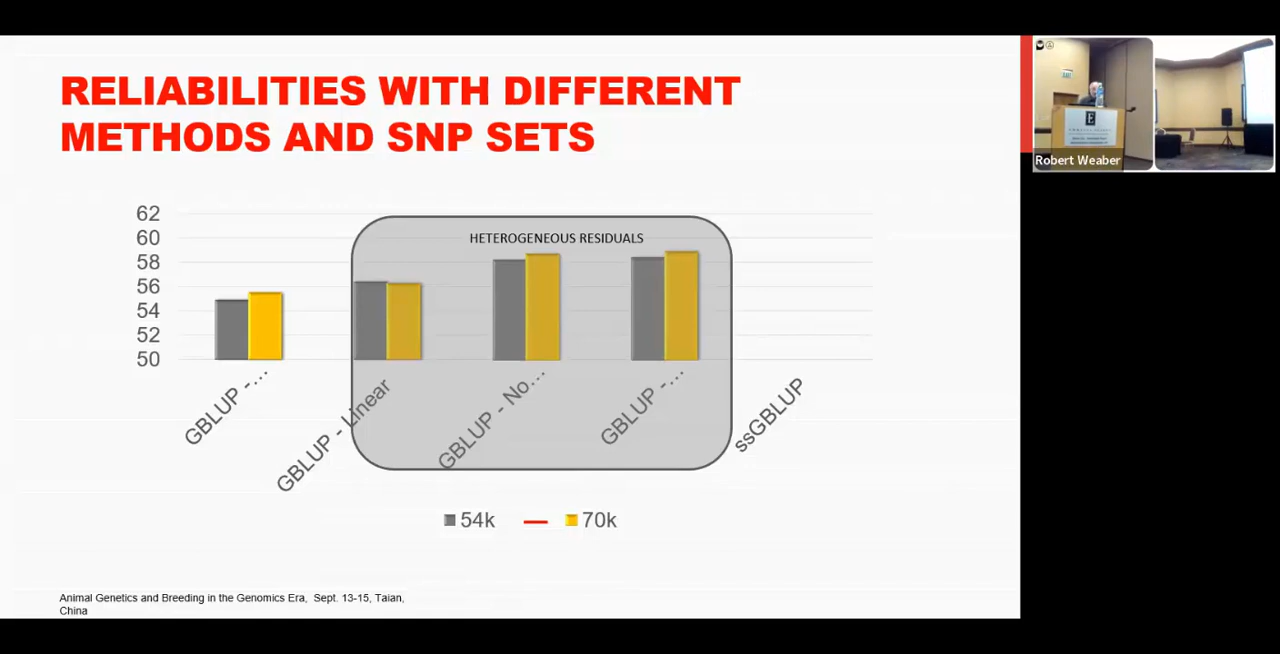 RELIABILITIES WITH DIFFERENT
METHODS AND SNP SETS
62
60
58
56
54
52
50
HETEROGENEOUS RESIDUALS
GBLUP -...
GBLUP - Linear
GBLUP - No...
GBLUP -...
ssGBLUP
54k
70k
Animal Genetics and Breeding in the Genomics Era, Sept. 13-15, Taian,
China
Robert Weaber